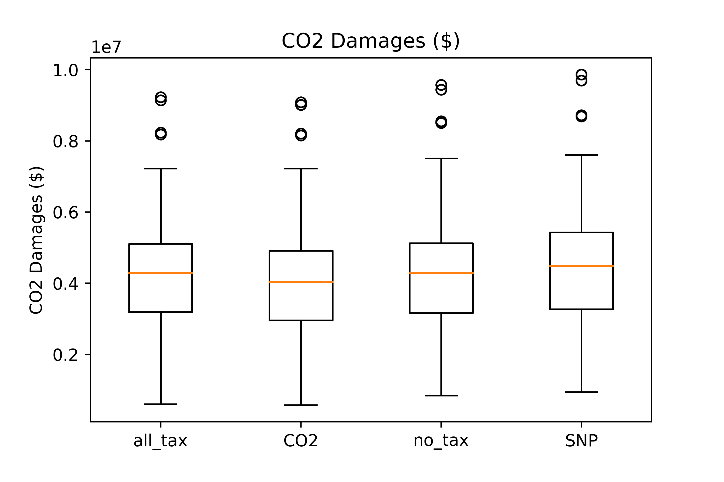 CO2 Damages ($)
1e7
1.0
0.8
0.6
0.4
0.2
CO2 Damages ($)
all_tax CO2 no_tax SNP